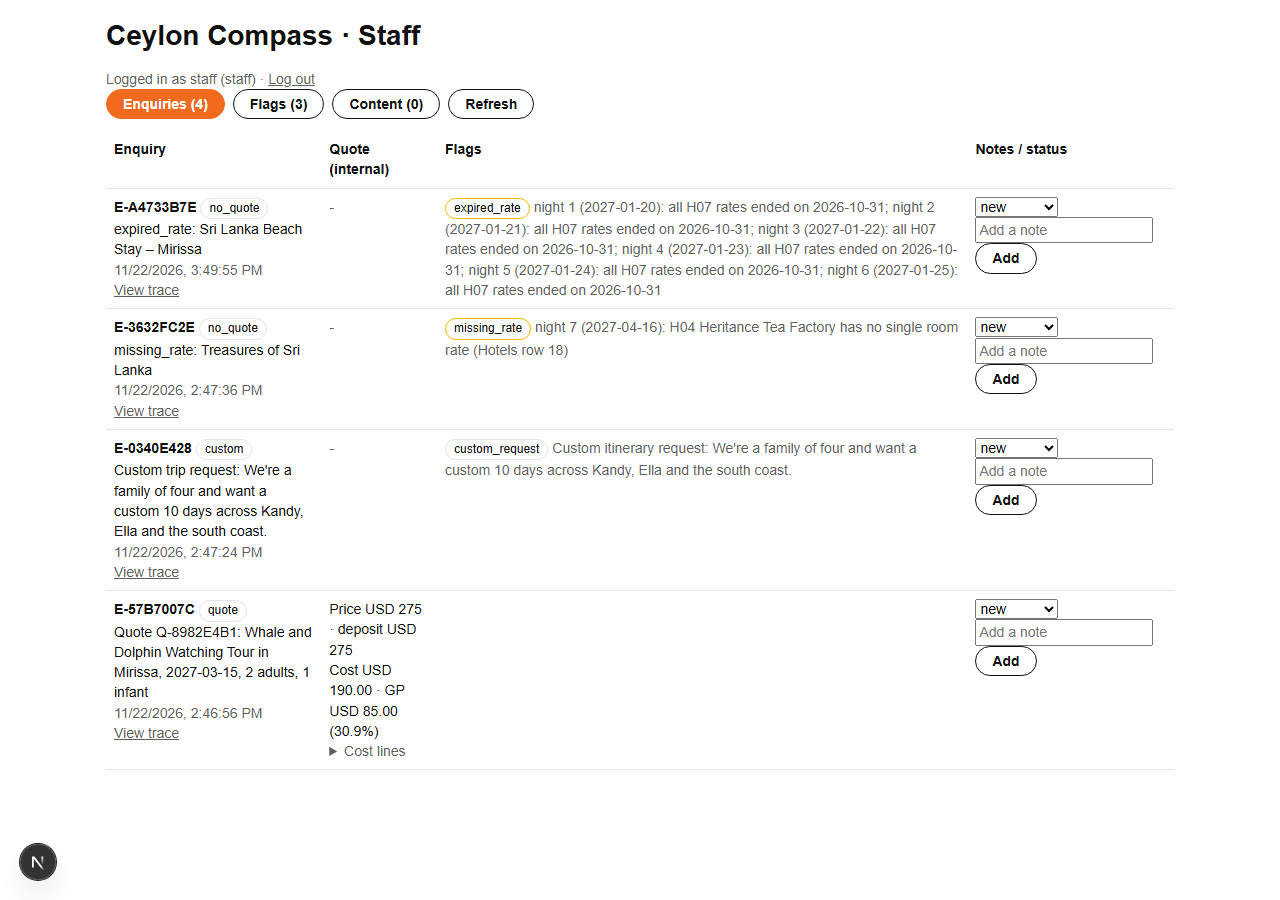 Ceylon Compass · Staff
Logged in as staff (staff) · Log out
Enquiries (4) Flags (3) Content (0) Refresh
Enquiry
Quote
(internal)
Flags
Notes / status
E-A4733B7E no_quote
expired_rate: Sri Lanka Beach
Stay – Mirissa
11/22/2026, 3:49:55 PM
View trace
-
expired_rate night 1 (2027-01-20): all H07 rates ended on 2026-10-31; night 2
(2027-01-21): all H07 rates ended on 2026-10-31; night 3 (2027-01-22): all H07
rates ended on 2026-10-31; night 4 (2027-01-23): all H07 rates ended on 2026-10-
31; night 5 (2027-01-24): all H07 rates ended on 2026-10-31; night 6 (2027-01-25):
all H07 rates ended on 2026-10-31
new
Add a note
Add
E-3632FC2E no_quote
missing_rate: Treasures of Sri
Lanka
11/22/2026, 2:47:36 PM
View trace
-
missing_rate night 7 (2027-04-16): H04 Heritance Tea Factory has no single room
rate (Hotels row 18)
new
Add a note
Add
E-0340E428 custom
Custom trip request: We're a
family of four and want a
custom 10 days across Kandy,
Ella and the south coast.
11/22/2026, 2:47:24 PM
View trace
-
custom_request Custom itinerary request: We're a family of four and want a
custom 10 days across Kandy, Ella and the south coast.
new
Add a note
Add
E-57B7007C quote
Quote Q-8982E4B1: Whale and
Dolphin Watching Tour in
Mirissa, 2027-03-15, 2 adults, 1
infant
11/22/2026, 2:46:56 PM
View trace
Price USD 275
· deposit USD
275
Cost USD
190.00 · GP
USD 85.00
(30.9%)
Cost lines
new
Add a note
Add
N